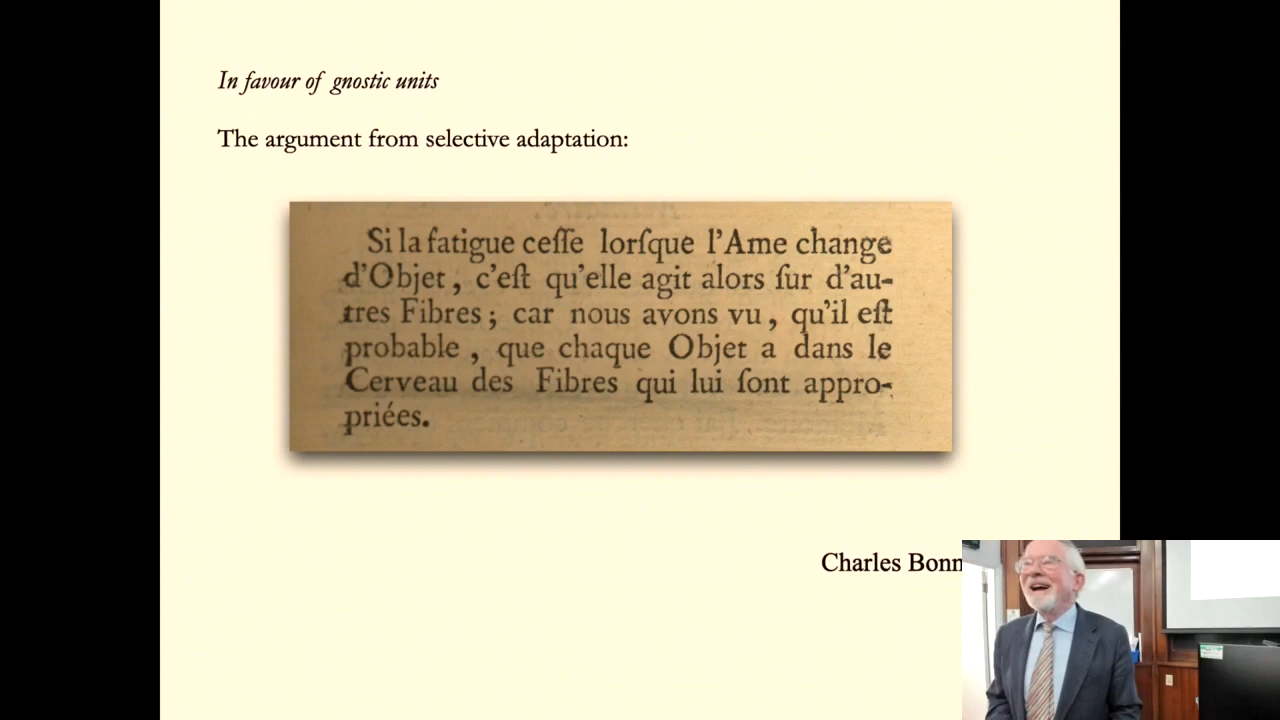 In favour of gnostic units
The argument from selective adaptation:
Si la fatigue ceſſe lorſque l'Ame change
d'Objet, c'eſt qu'elle agit alors ſur d'au-
tres Fibres; car nous avons vu, qu'il eſt
probable, que chaque Objet a dans le
Cerveau des Fibres qui lui ſont appro-
priées.
Charles Bonn